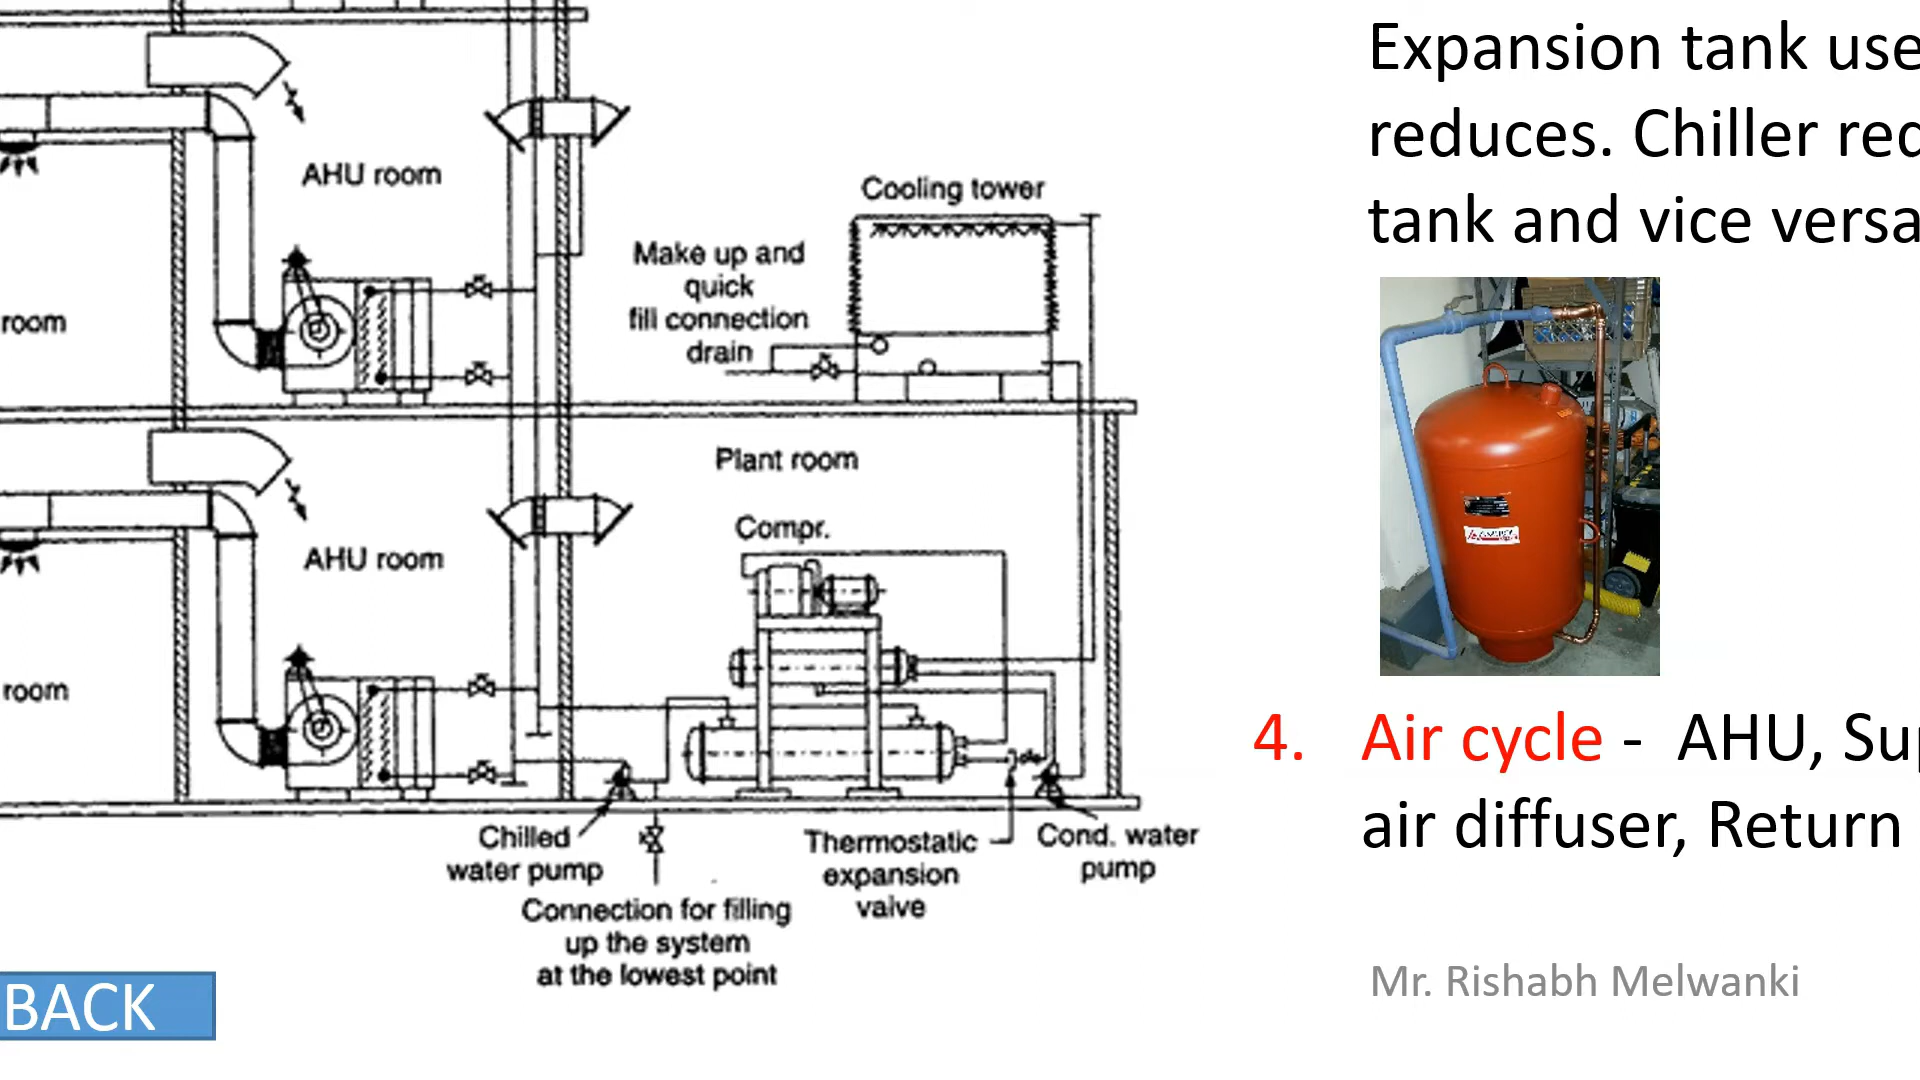 AHU room
room
Cooling tower
Make up and
quick
fill connection
drain
Plant room
Compr.
AHU room
room
Chilled
water pump
Connection for filling
up the system
at the lowest point
Thermostatic
expansion
valve
Cond. water
pump
BACK
Expansion tank use
reduces. Chiller
tank and vice versa
4. Air cycle - AHU,
air diffuser, Return
Mr. Rishabh Melwanki